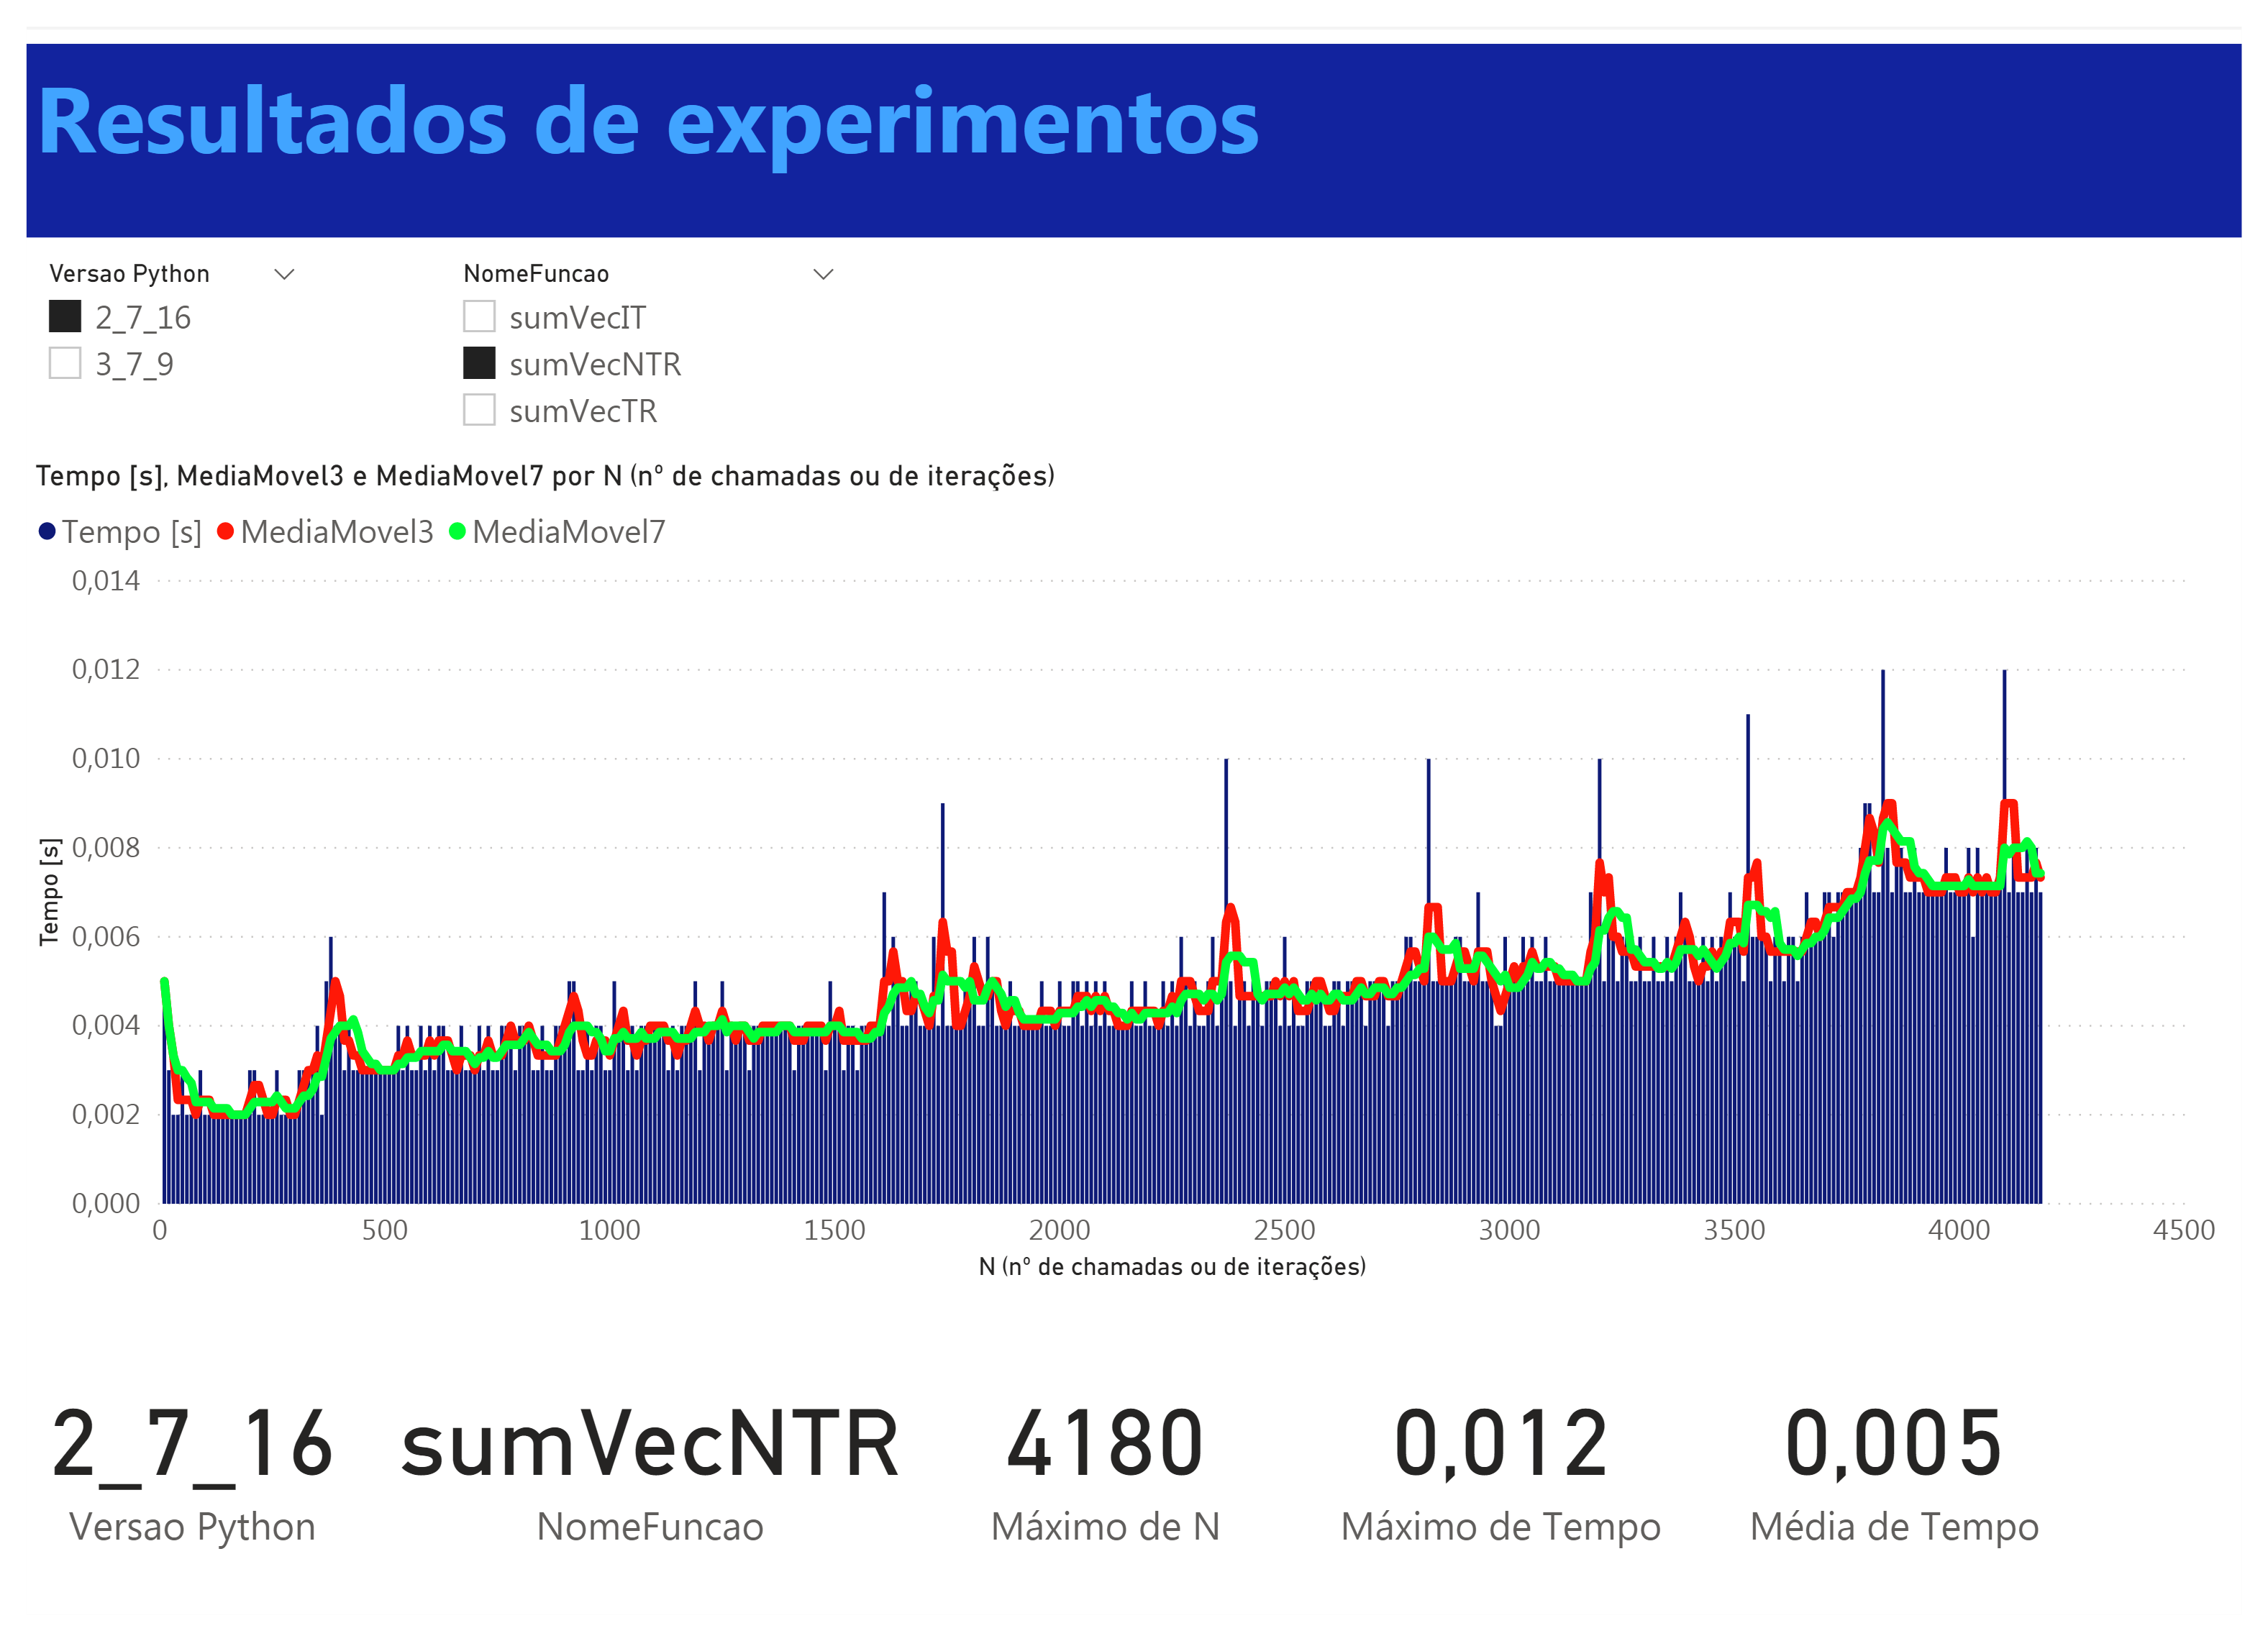 Resultados de experimentos
Versao Python
2_7_16
3_7_9
NomeFuncao
sumVecIT
sumVecNTR
sumVecTR
Tempo [s], MediaMovel3 e MediaMovel7 por N (nº de chamadas ou de iterações)
Tempo [s] MediaMovel3 MediaMovel7
0,014
0,012
0,010
0,008
0,006
0,004
0,002
0,000
Tempo [s]
0 500 1000 1500 2000 2500 3000 3500 4000 4500
N (nº de chamadas ou de iterações)
2_7_16 sumVecNTR 4180 0,012 0,005
Versao Python NomeFuncao Máximo de N Máximo de Tempo Média de Tempo